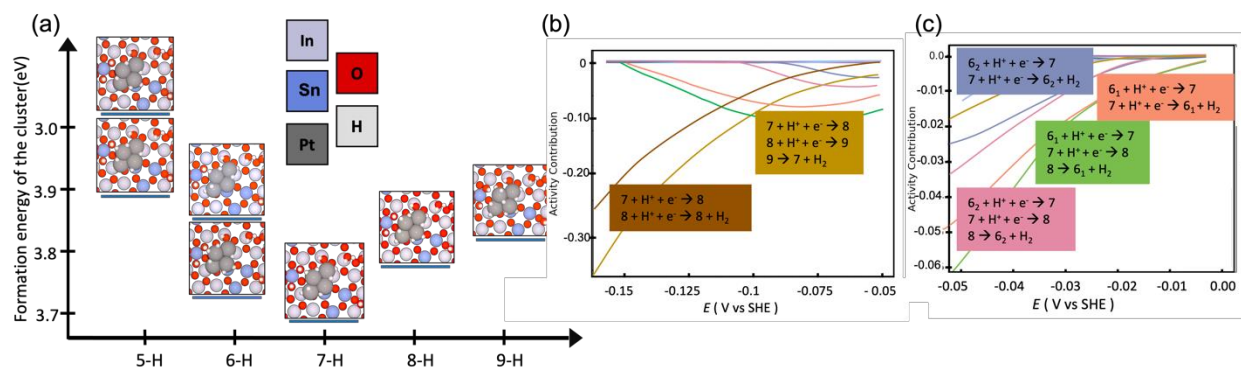 (a)
Formation energy of the cluster(eV)
3.0
3.9
3.8
3.7
5-H
6-H
7-H
8-H
9-H
In
Sn
Pt
O
H
(b)
Activity Contribution
0
-0.10
-0.20
-0.30
-0.15
-0.125
-0.10
-0.075
-0.05
E ( V vs SHE)
7 + H⁺ + e⁻ → 8
8 + H⁺ + e⁻ → 9
9 → 7 + H₂
7 + H⁺ + e⁻ → 8
8 + H⁺ + e⁻ → 8 + H₂
(c)
Activity Contribution
0.0
-0.01
-0.02
-0.03
-0.04
-0.05
-0.06
-0.05
-0.04
-0.03
-0.02
-0.01
0.00
E ( V vs SHE)
6₂ + H⁺ + e⁻ → 7
7 + H⁺ + e⁻ → 6₂ + H₂
6₁ + H⁺ + e⁻ → 7
7 + H⁺ + e⁻ → 6₁ + H₂
6₁ + H⁺ + e⁻ → 7
7 + H⁺ + e⁻ → 8
8 → 6₁ + H₂
6₂ + H⁺ + e⁻ → 7
7 + H⁺ + e⁻ → 8
8 → 6₂ + H₂